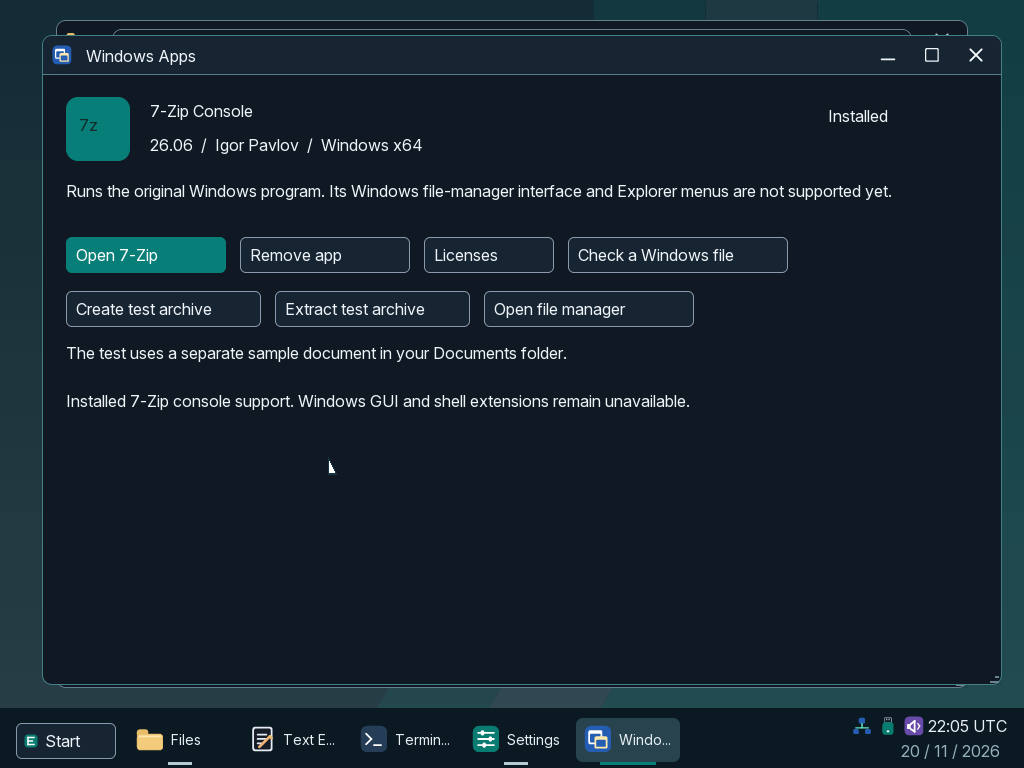 Windows Apps
7z
7-Zip Console
Installed
26.06 / Igor Pavlov / Windows x64
Runs the original Windows program. Its Windows file-manager interface and Explorer menus are not supported yet.
Open 7-Zip
Remove app
Licenses
Check a Windows file
Create test archive
Extract test archive
Open file manager
The test uses a separate sample document in your Documents folder.
Installed 7-Zip console support. Windows GUI and shell extensions remain unavailable.
E Start
Files
Text E...
Termin...
Settings
Windo...
22:05 UTC
20 / 11 / 2026